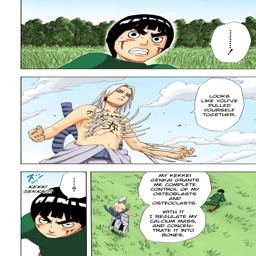 LOOKS
LIKE YOU'VE
PULLED
YOURSELF
TOGETHER.
KEKKEI
GENKAI?
MY KEKKEI
GENKAI GRANTS
ME COMPLETE
CONTROL OF MY
OSTEOBLASTS
AND
OSTEOCLASTS.
WITH IT
I REGULATE MY
CALCIUM MASS,
AND CONCEN-
TRATE IT INTO
BONES.